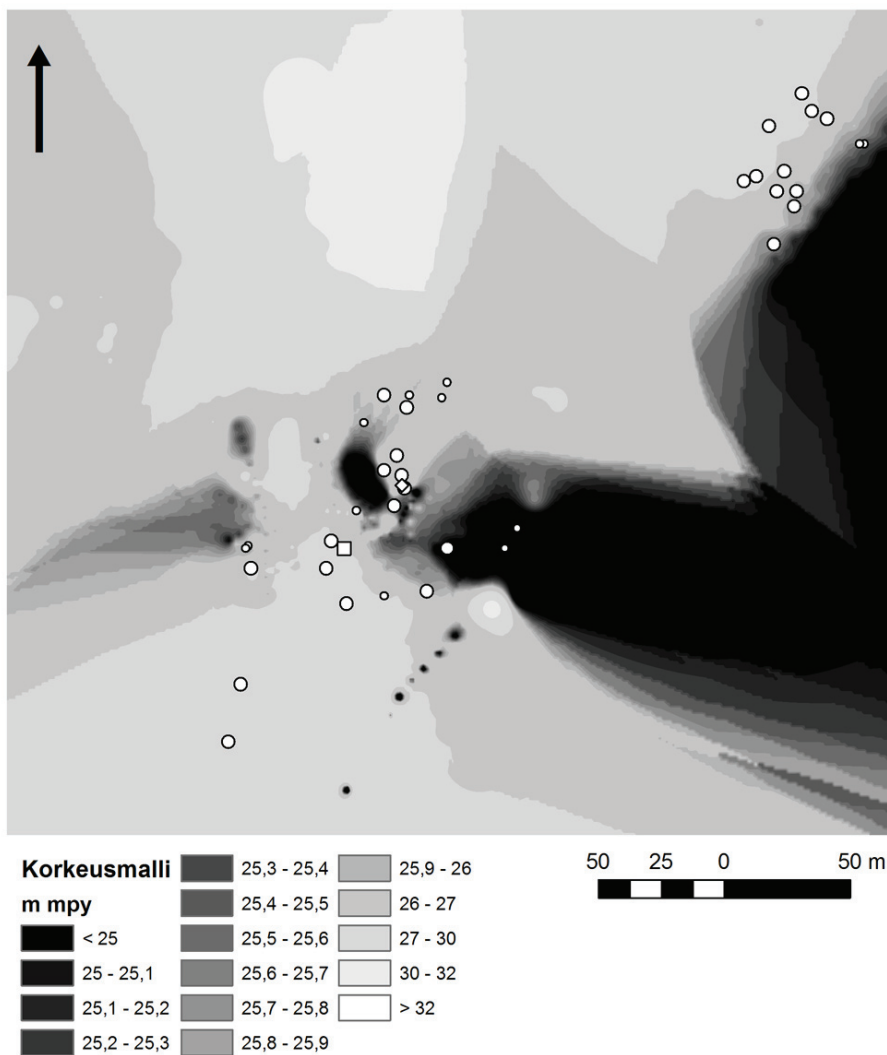 Korkeusmalli
m mpy
< 25
25 - 25,1
25,1 - 25,2
25,2 - 25,3
25,3 - 25,4
25,4 - 25,5
25,5 - 25,6
25,6 - 25,7
25,7 - 25,8
25,8 - 25,9
25,9 - 26
26 - 27
27 - 30
30 - 32
> 32
50 25 0 50 m